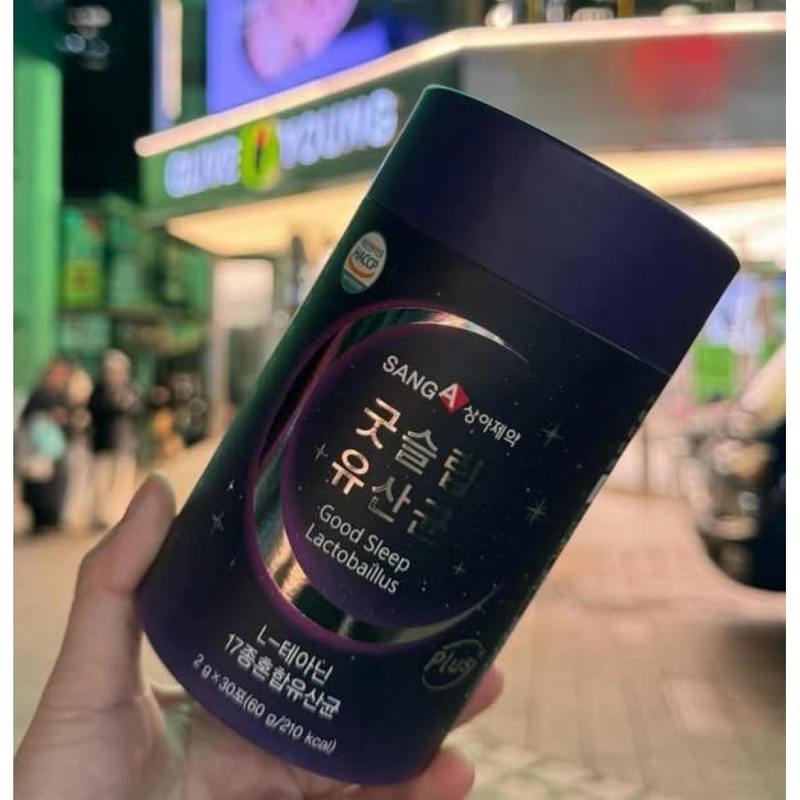 OLIVE YOUNG
HACCP
SANGA 상아제약
굿슬립
유산균
Good Sleep
Lactobaillus
Plus
L-테아닌
17종혼합유산균
2 g × 30포(60 g/210 kcal)